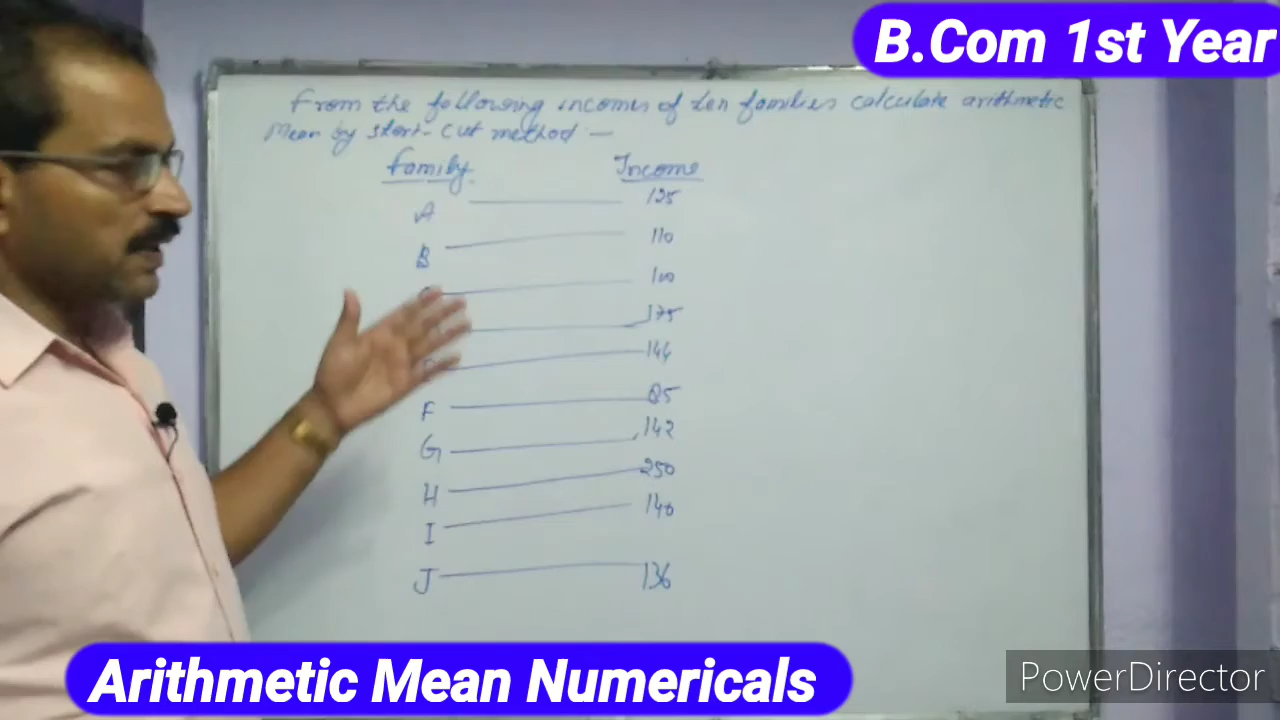 B.Com 1st Year
From the following incomes of ten families calculate arithmetic
Mean by short-cut method —
Family Income
A 125
B 110
100
175
144
F 85
G 142
H 250
I 140
J 136
Arithmetic Mean Numericals
PowerDirector